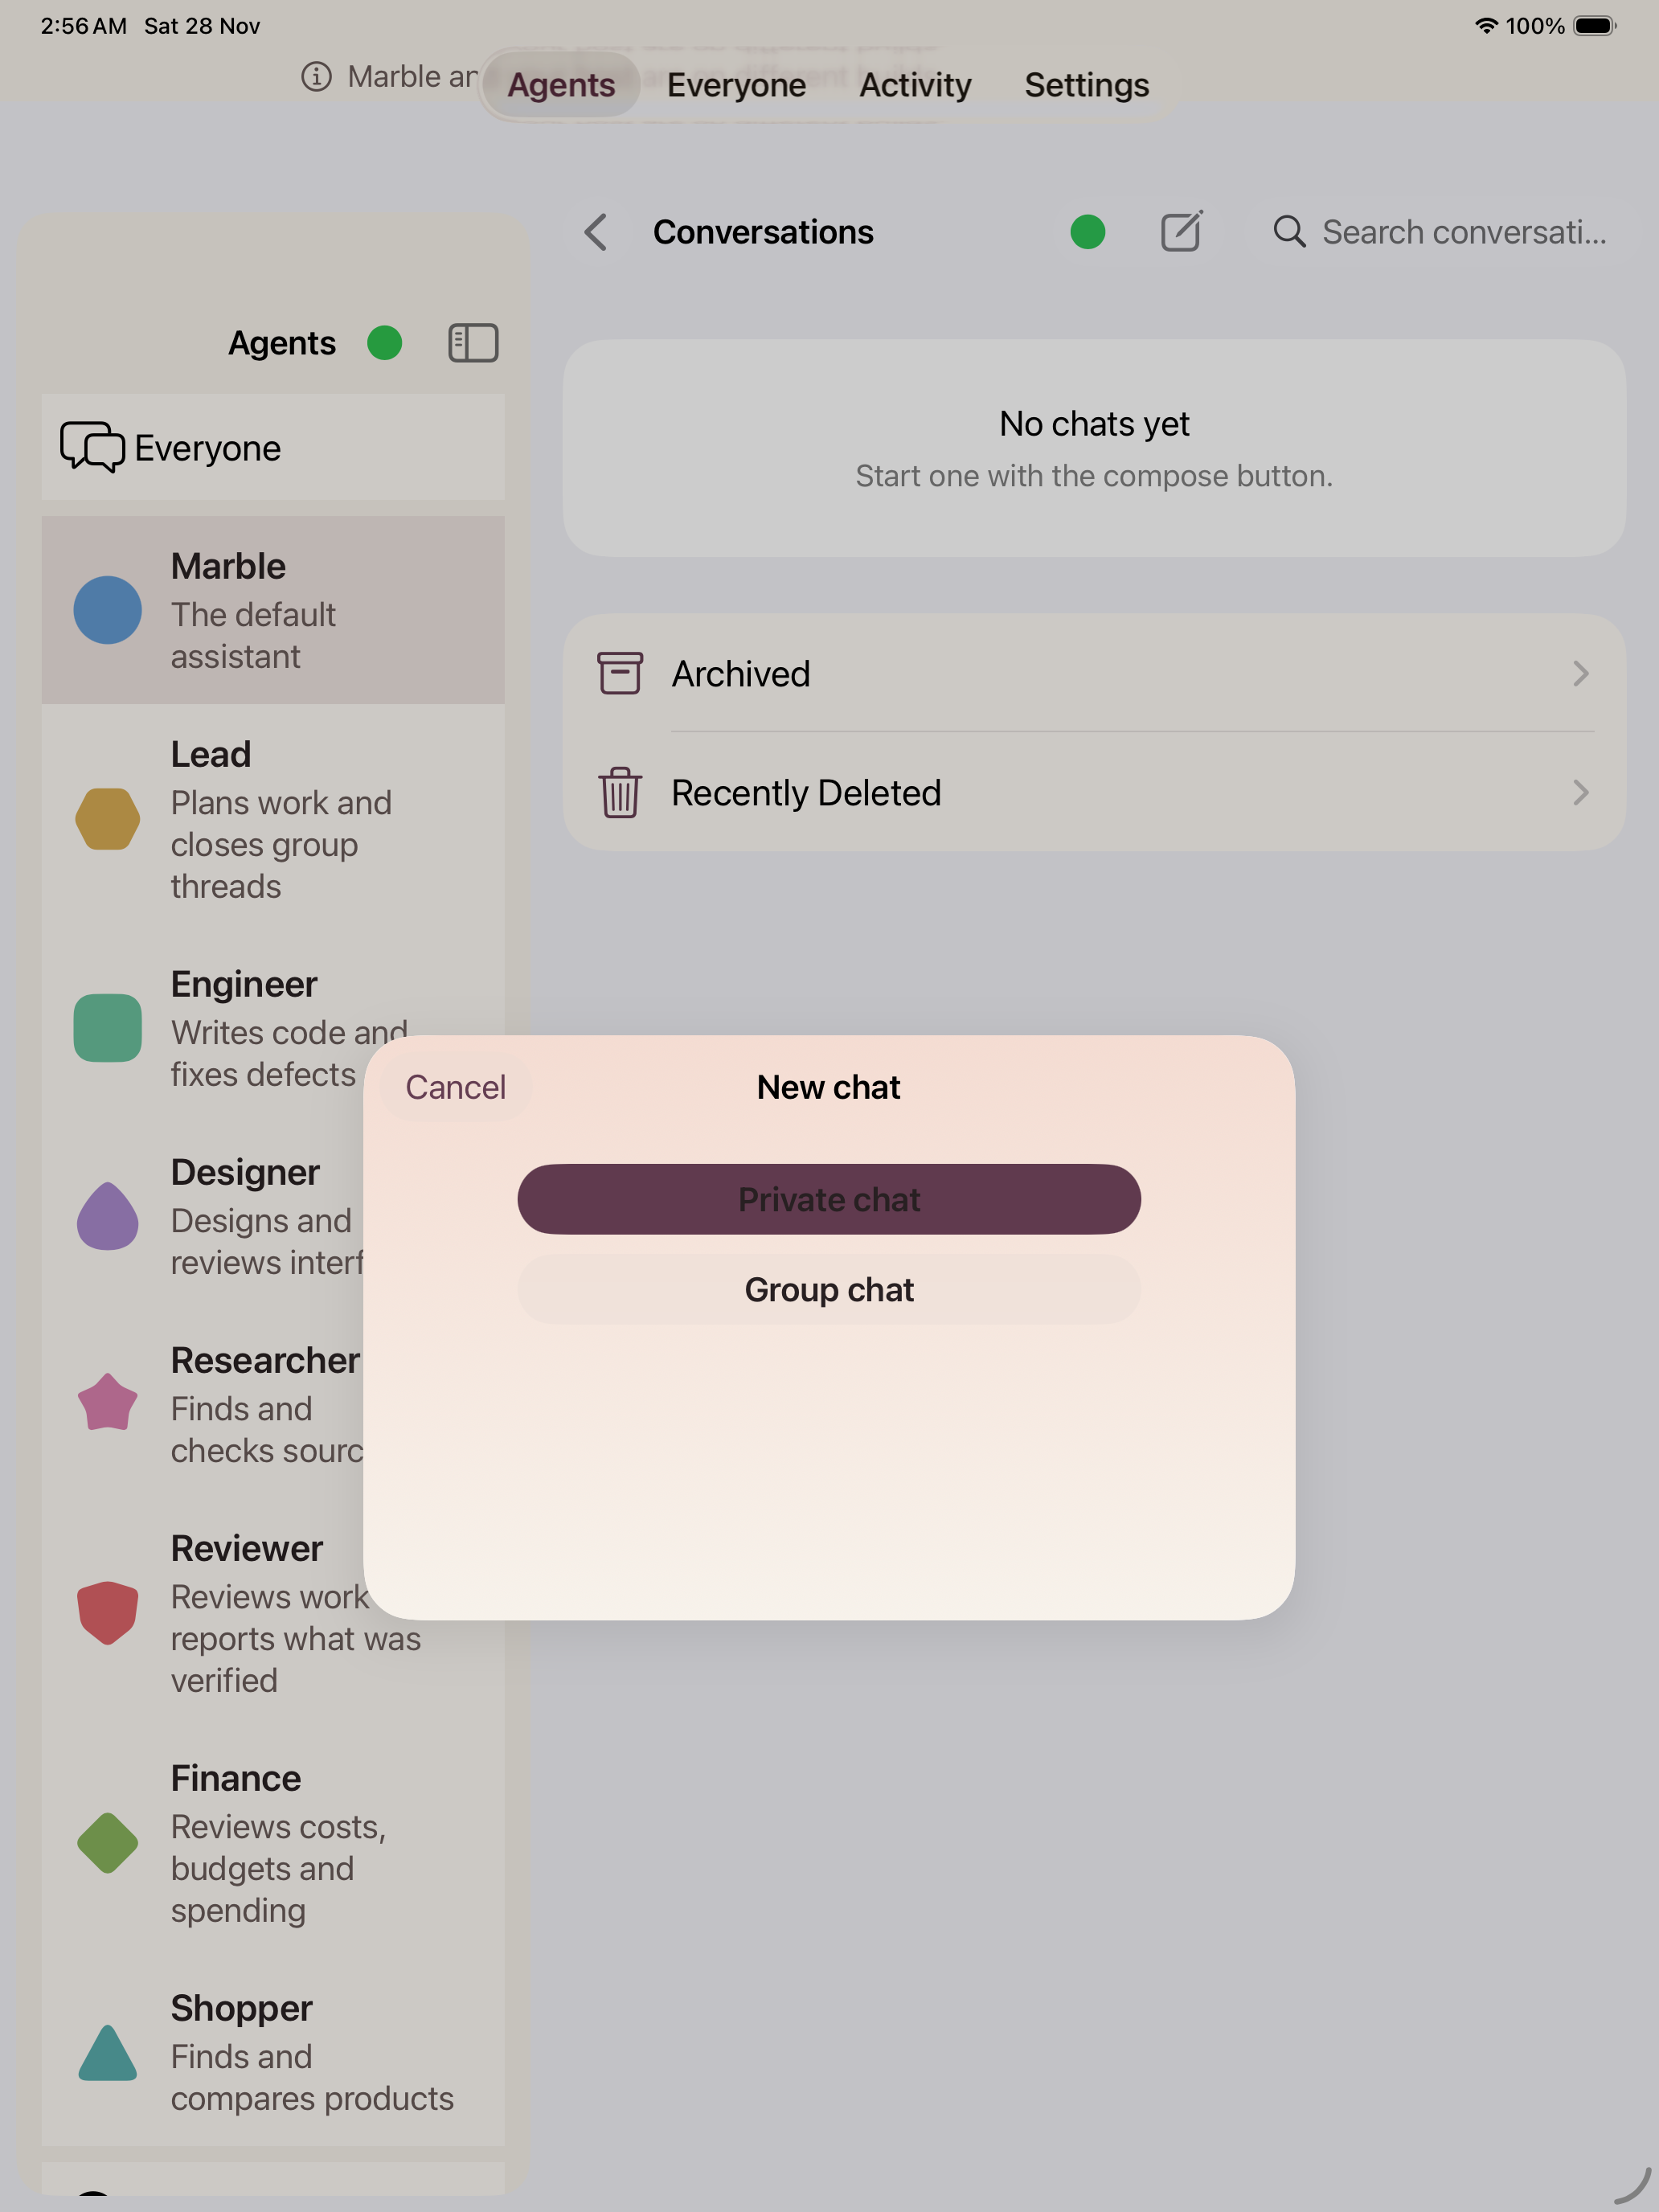 2:56 AM Sat 28 Nov
100%
Marble an
Agents
Everyone
Activity
Settings
Conversations
Search conversati...
Agents
Everyone
No chats yet
Start one with the compose button.
Marble
The default
assistant
Archived
Lead
Plans work and
closes group
threads
Recently Deleted
Engineer
Writes code and
fixes defects
Cancel
New chat
Designer
Designs and
reviews interf
Private chat
Group chat
Researcher
Finds and
checks sourc
Reviewer
Reviews work
reports what was
verified
Finance
Reviews costs,
budgets and
spending
Shopper
Finds and
compares products